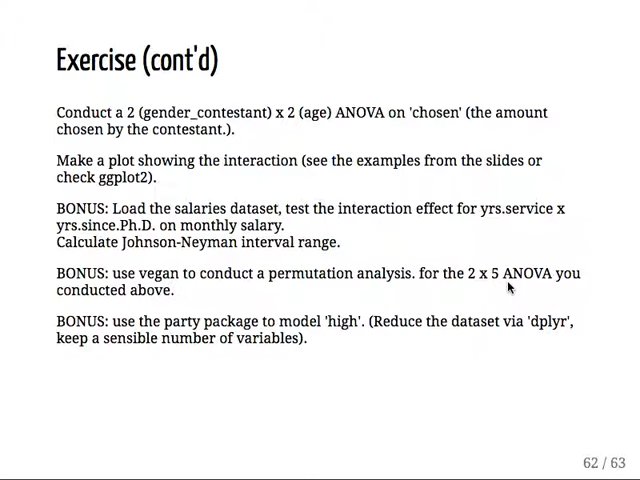 Exercise (cont'd)
Conduct a 2 (gender_contestant) x 2 (age) ANOVA on 'chosen' (the amount
chosen by the contestant.).
Make a plot showing the interaction (see the examples from the slides or
check ggplot2).
BONUS: Load the salaries dataset, test the interaction effect for yrs.service x
yrs.since.Ph.D. on monthly salary.
Calculate Johnson-Neyman interval range.
BONUS: use vegan to conduct a permutation analysis. for the 2 x 5 ANOVA you
conducted above.
BONUS: use the party package to model 'high'. (Reduce the dataset via 'dplyr',
keep a sensible number of variables).
62 / 63